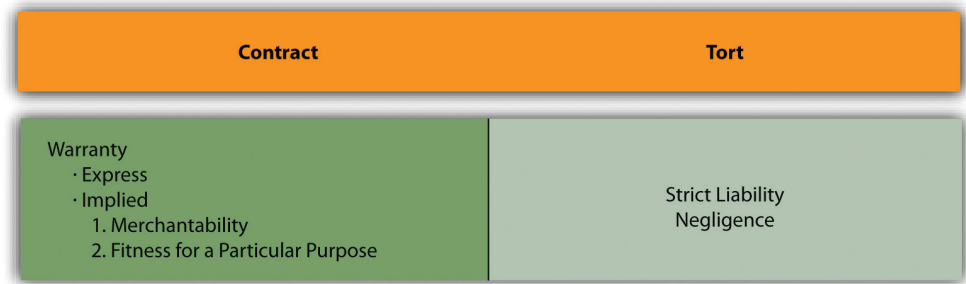 Contract
Tort
Warranty
· Express
· Implied
1. Merchantability
2. Fitness for a Particular Purpose
Strict Liability
Negligence